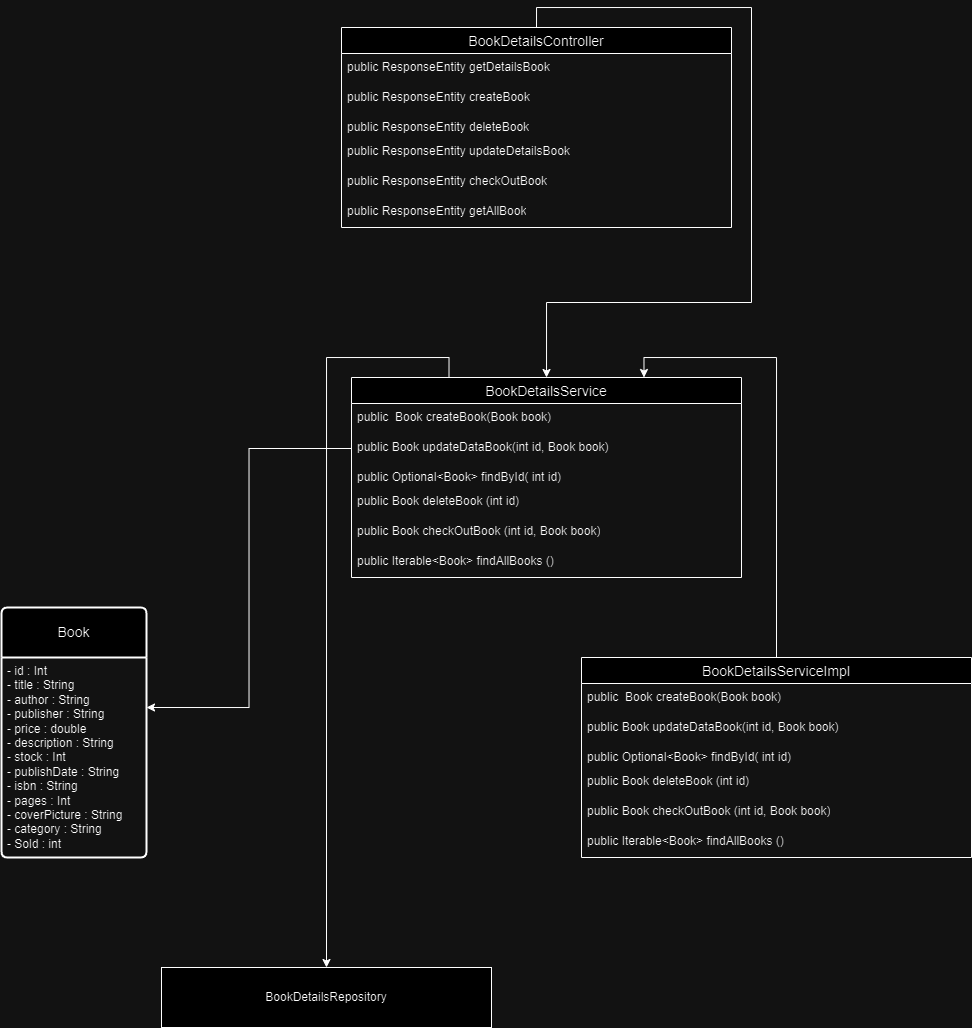 BookDetailsController
public ResponseEntity getDetailsBook
public ResponseEntity createBook
public ResponseEntity deleteBook
public ResponseEntity updateDetailsBook
public ResponseEntity checkOutBook
public ResponseEntity getAllBook
BookDetailsService
public  Book createBook(Book book)
public Book updateDataBook(int id, Book book)
public Optional<Book> findById( int id)
public Book deleteBook (int id)
public Book checkOutBook (int id, Book book)
public Iterable<Book> findAllBooks ()
Book
- id : Int
- title : String
- author : String
- publisher : String
- price : double
- description : String
- stock : Int
- publishDate : String
- isbn : String
- pages : Int
- coverPicture : String
- category : String
- Sold : int
BookDetailsServiceImpl
public  Book createBook(Book book)
public Book updateDataBook(int id, Book book)
public Optional<Book> findById( int id)
public Book deleteBook (int id)
public Book checkOutBook (int id, Book book)
public Iterable<Book> findAllBooks ()
BookDetailsRepository